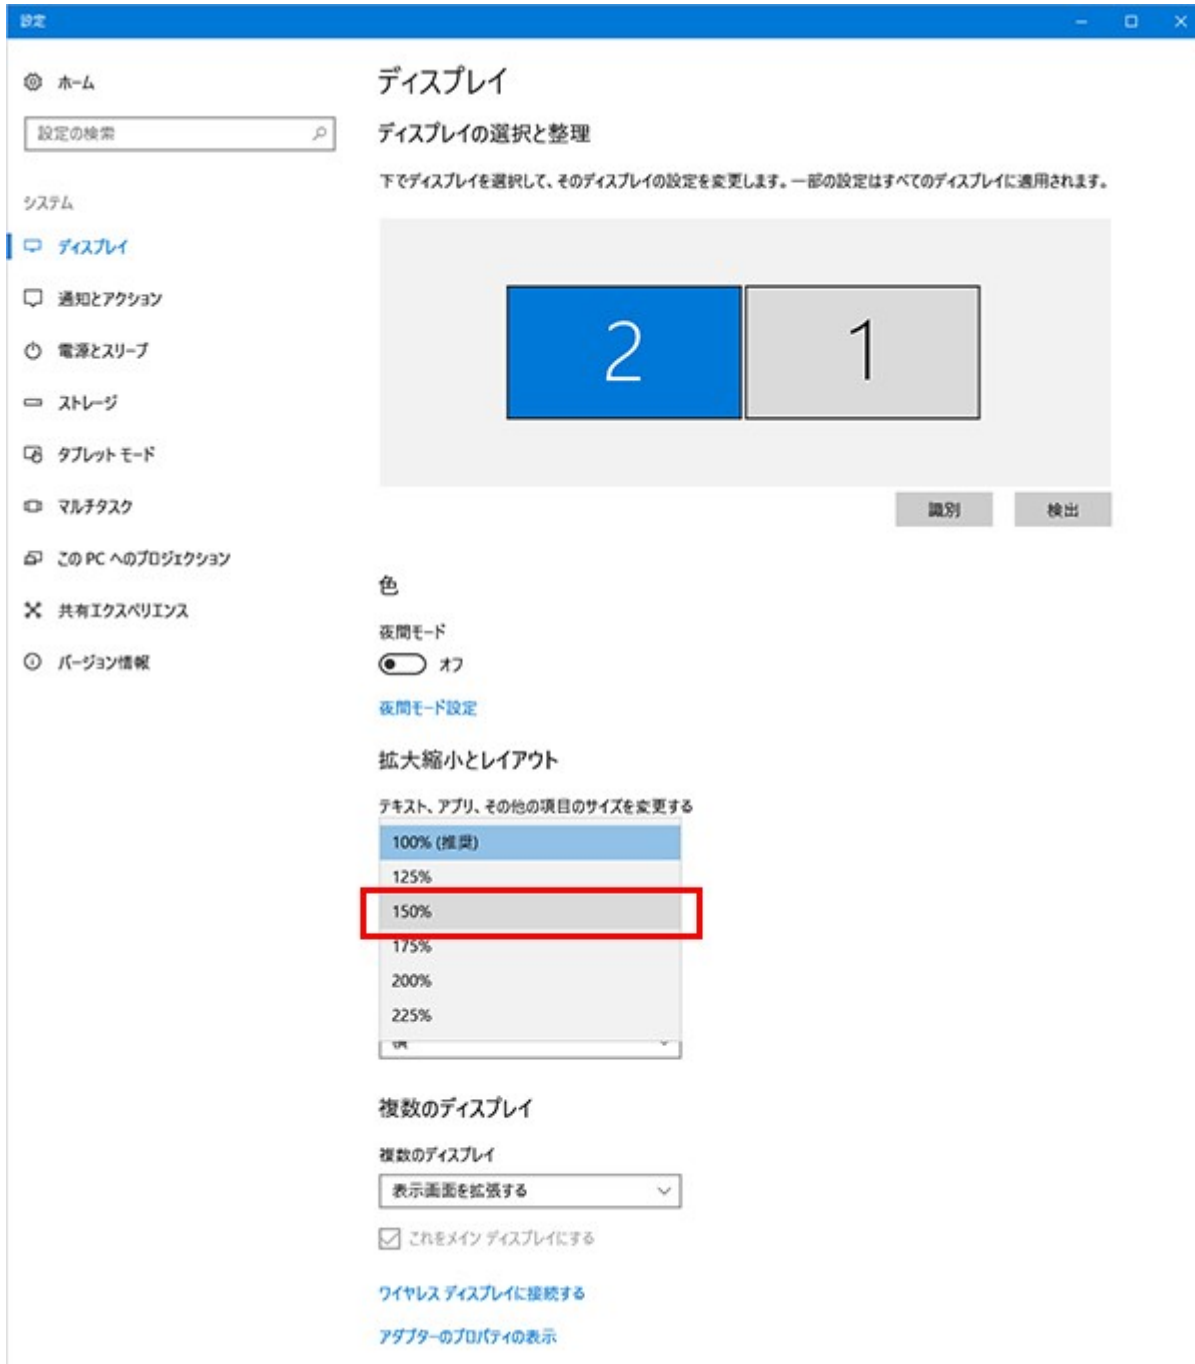 設定
ホーム
設定の検索
システム
ディスプレイ
通知とアクション
電源とスリープ
ストレージ
タブレット モード
マルチタスク
この PC へのプロジェクション
共有エクスペリエンス
バージョン情報
ディスプレイ
ディスプレイの選択と整理
下でディスプレイを選択して、そのディスプレイの設定を変更します。一部の設定はすべてのディスプレイに適用されます。
2
1
識別
検出
色
夜間モード
オフ
夜間モード設定
拡大縮小とレイアウト
テキスト、アプリ、その他の項目のサイズを変更する
100% (推奨)
125%
150%
175%
200%
225%
複数のディスプレイ
複数のディスプレイ
表示画面を拡張する
これをメイン ディスプレイにする
ワイヤレス ディスプレイに接続する
アダプターのプロパティの表示